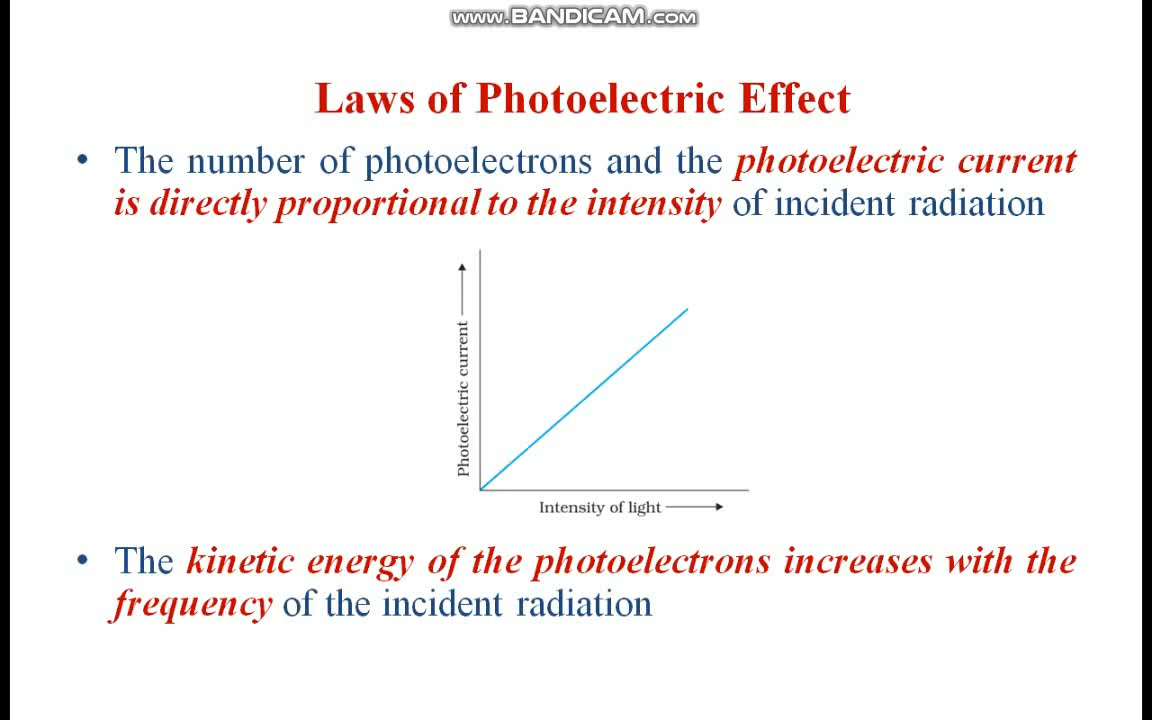 www.BANDICAM.com
Laws of Photoelectric Effect
• The number of photoelectrons and the photoelectric current
is directly proportional to the intensity of incident radiation
Photoelectric current
Intensity of light
• The kinetic energy of the photoelectrons increases with the
frequency of the incident radiation